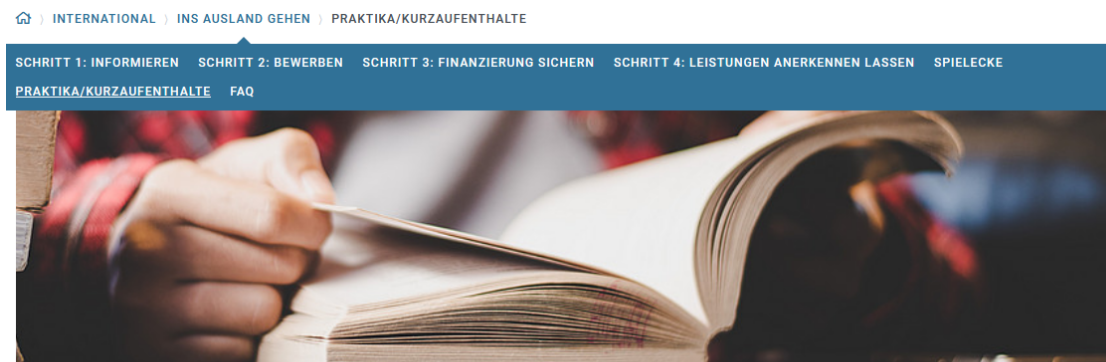 INTERNATIONAL 〉 INS AUSLAND GEHEN 〉 PRAKTIKA/KURZAUFENTHALTE
SCHRITT 1: INFORMIEREN SCHRITT 2: BEWERBEN SCHRITT 3: FINANZIERUNG SICHERN SCHRITT 4: LEISTUNGEN ANERKENNEN LASSEN SPIELECKE
PRAKTIKA/KURZAUFENTHALTE FAQ